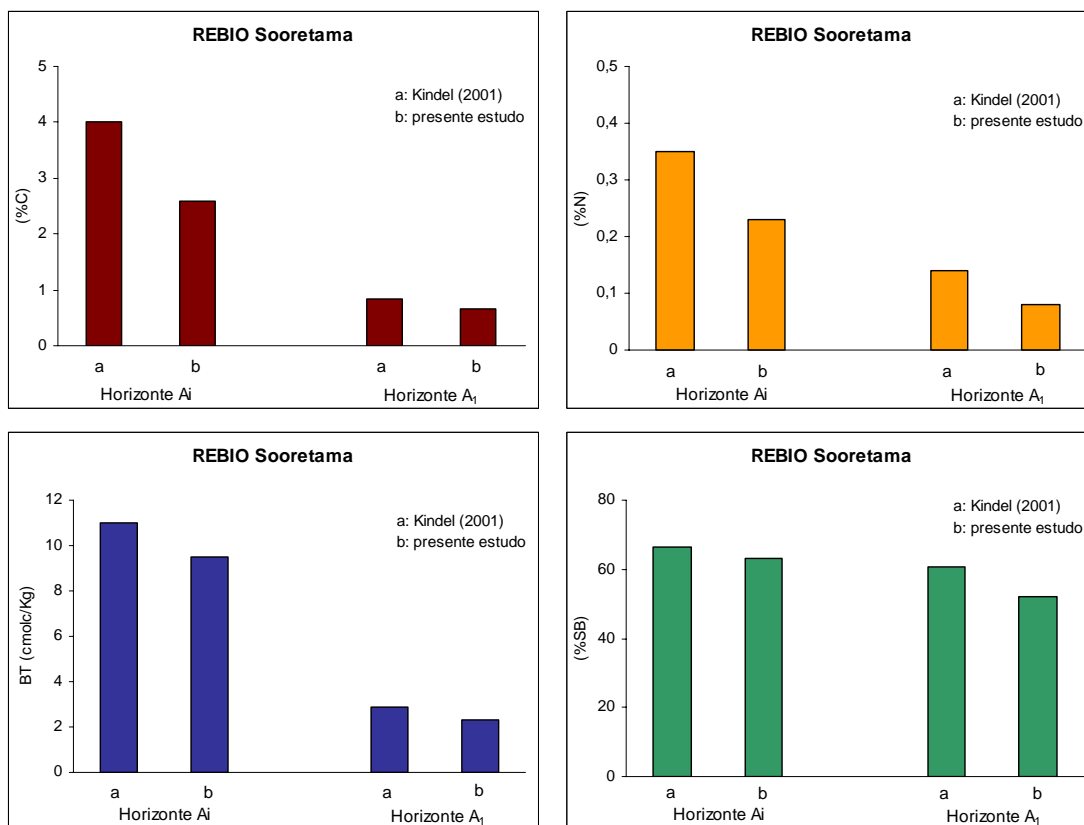 REBIO Sooretama
5
4
3
2
1
0
(%C)
a: Kindel (2001)
b: presente estudo
a b a b
Horizonte Ai Horizonte A₁
REBIO Sooretama
0,5
0,4
0,3
0,2
0,1
0
(%N)
a: Kindel (2001)
b: presente estudo
a b a b
Horizonte Ai Horizonte A₁
REBIO Sooretama
12
10
8
6
4
2
0
BT (cmolc/Kg)
a: Kindel (2001)
b: presente estudo
a b a b
Horizonte Ai Horizonte A₁
REBIO Sooretama
80
60
40
20
0
(%SB)
a: Kindel (2001)
b: presente estudo
a b a b
Horizonte Ai Horizonte A₁